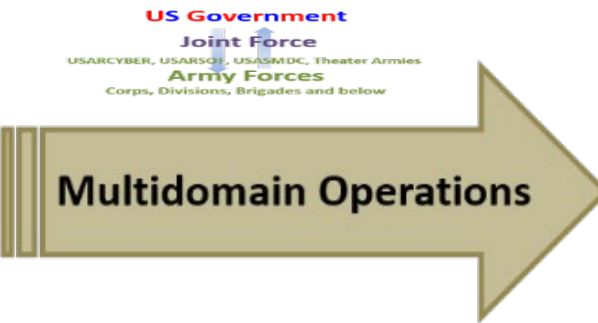 US Government
Joint Force
USARCYBER, USARSOF, USASMDC, Theater Armies
Army Forces
Corps, Divisions, Brigades and below
Multidomain Operations